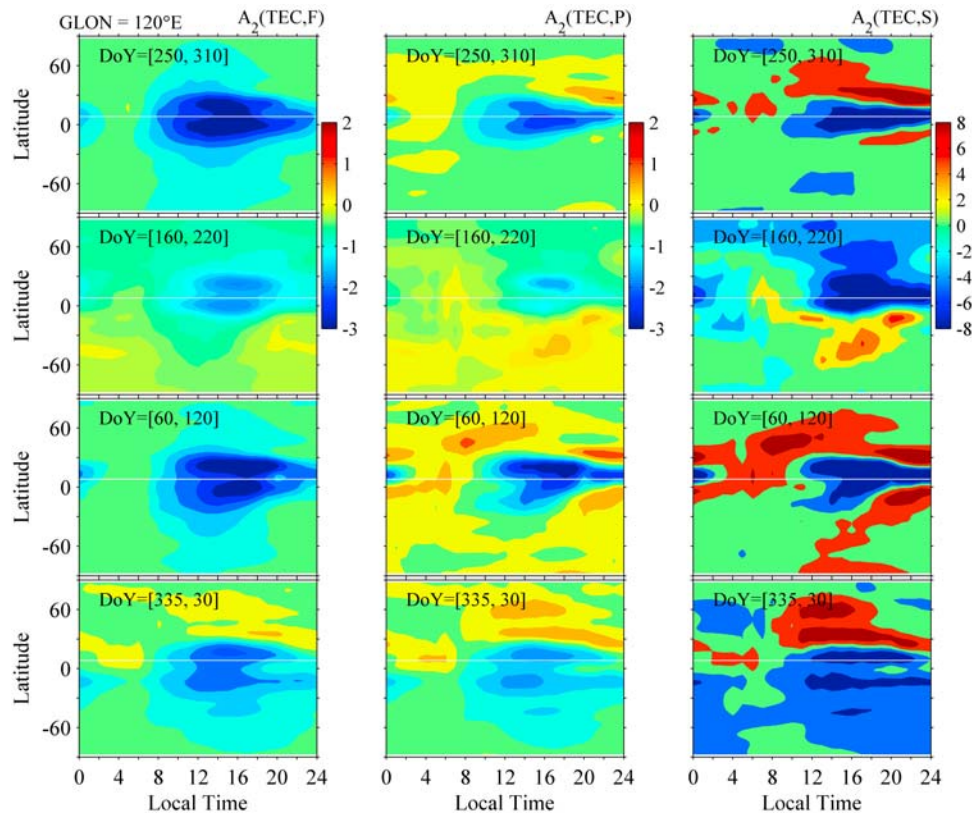 GLON = 120°E A₂(TEC,F) A₂(TEC,P) A₂(TEC,S)
DoY=[250, 310] DoY=[250, 310] DoY=[250, 310]
60
0
-60
Latitude
2 2 8
1 1 6
4
0 0 2
-1 -1 0
-2
-2 -2 -4
-6
-3 -3 -8
DoY=[160, 220] DoY=[160, 220] DoY=[160, 220]
60
0
-60
Latitude
DoY=[60, 120] DoY=[60, 120] DoY=[60, 120]
60
0
-60
Latitude
DoY=[335, 30] DoY=[335, 30] DoY=[335, 30]
60
0
-60
Latitude
0 4 8 12 16 20 24 0 4 8 12 16 20 24 0 4 8 12 16 20 24
Local Time Local Time Local Time